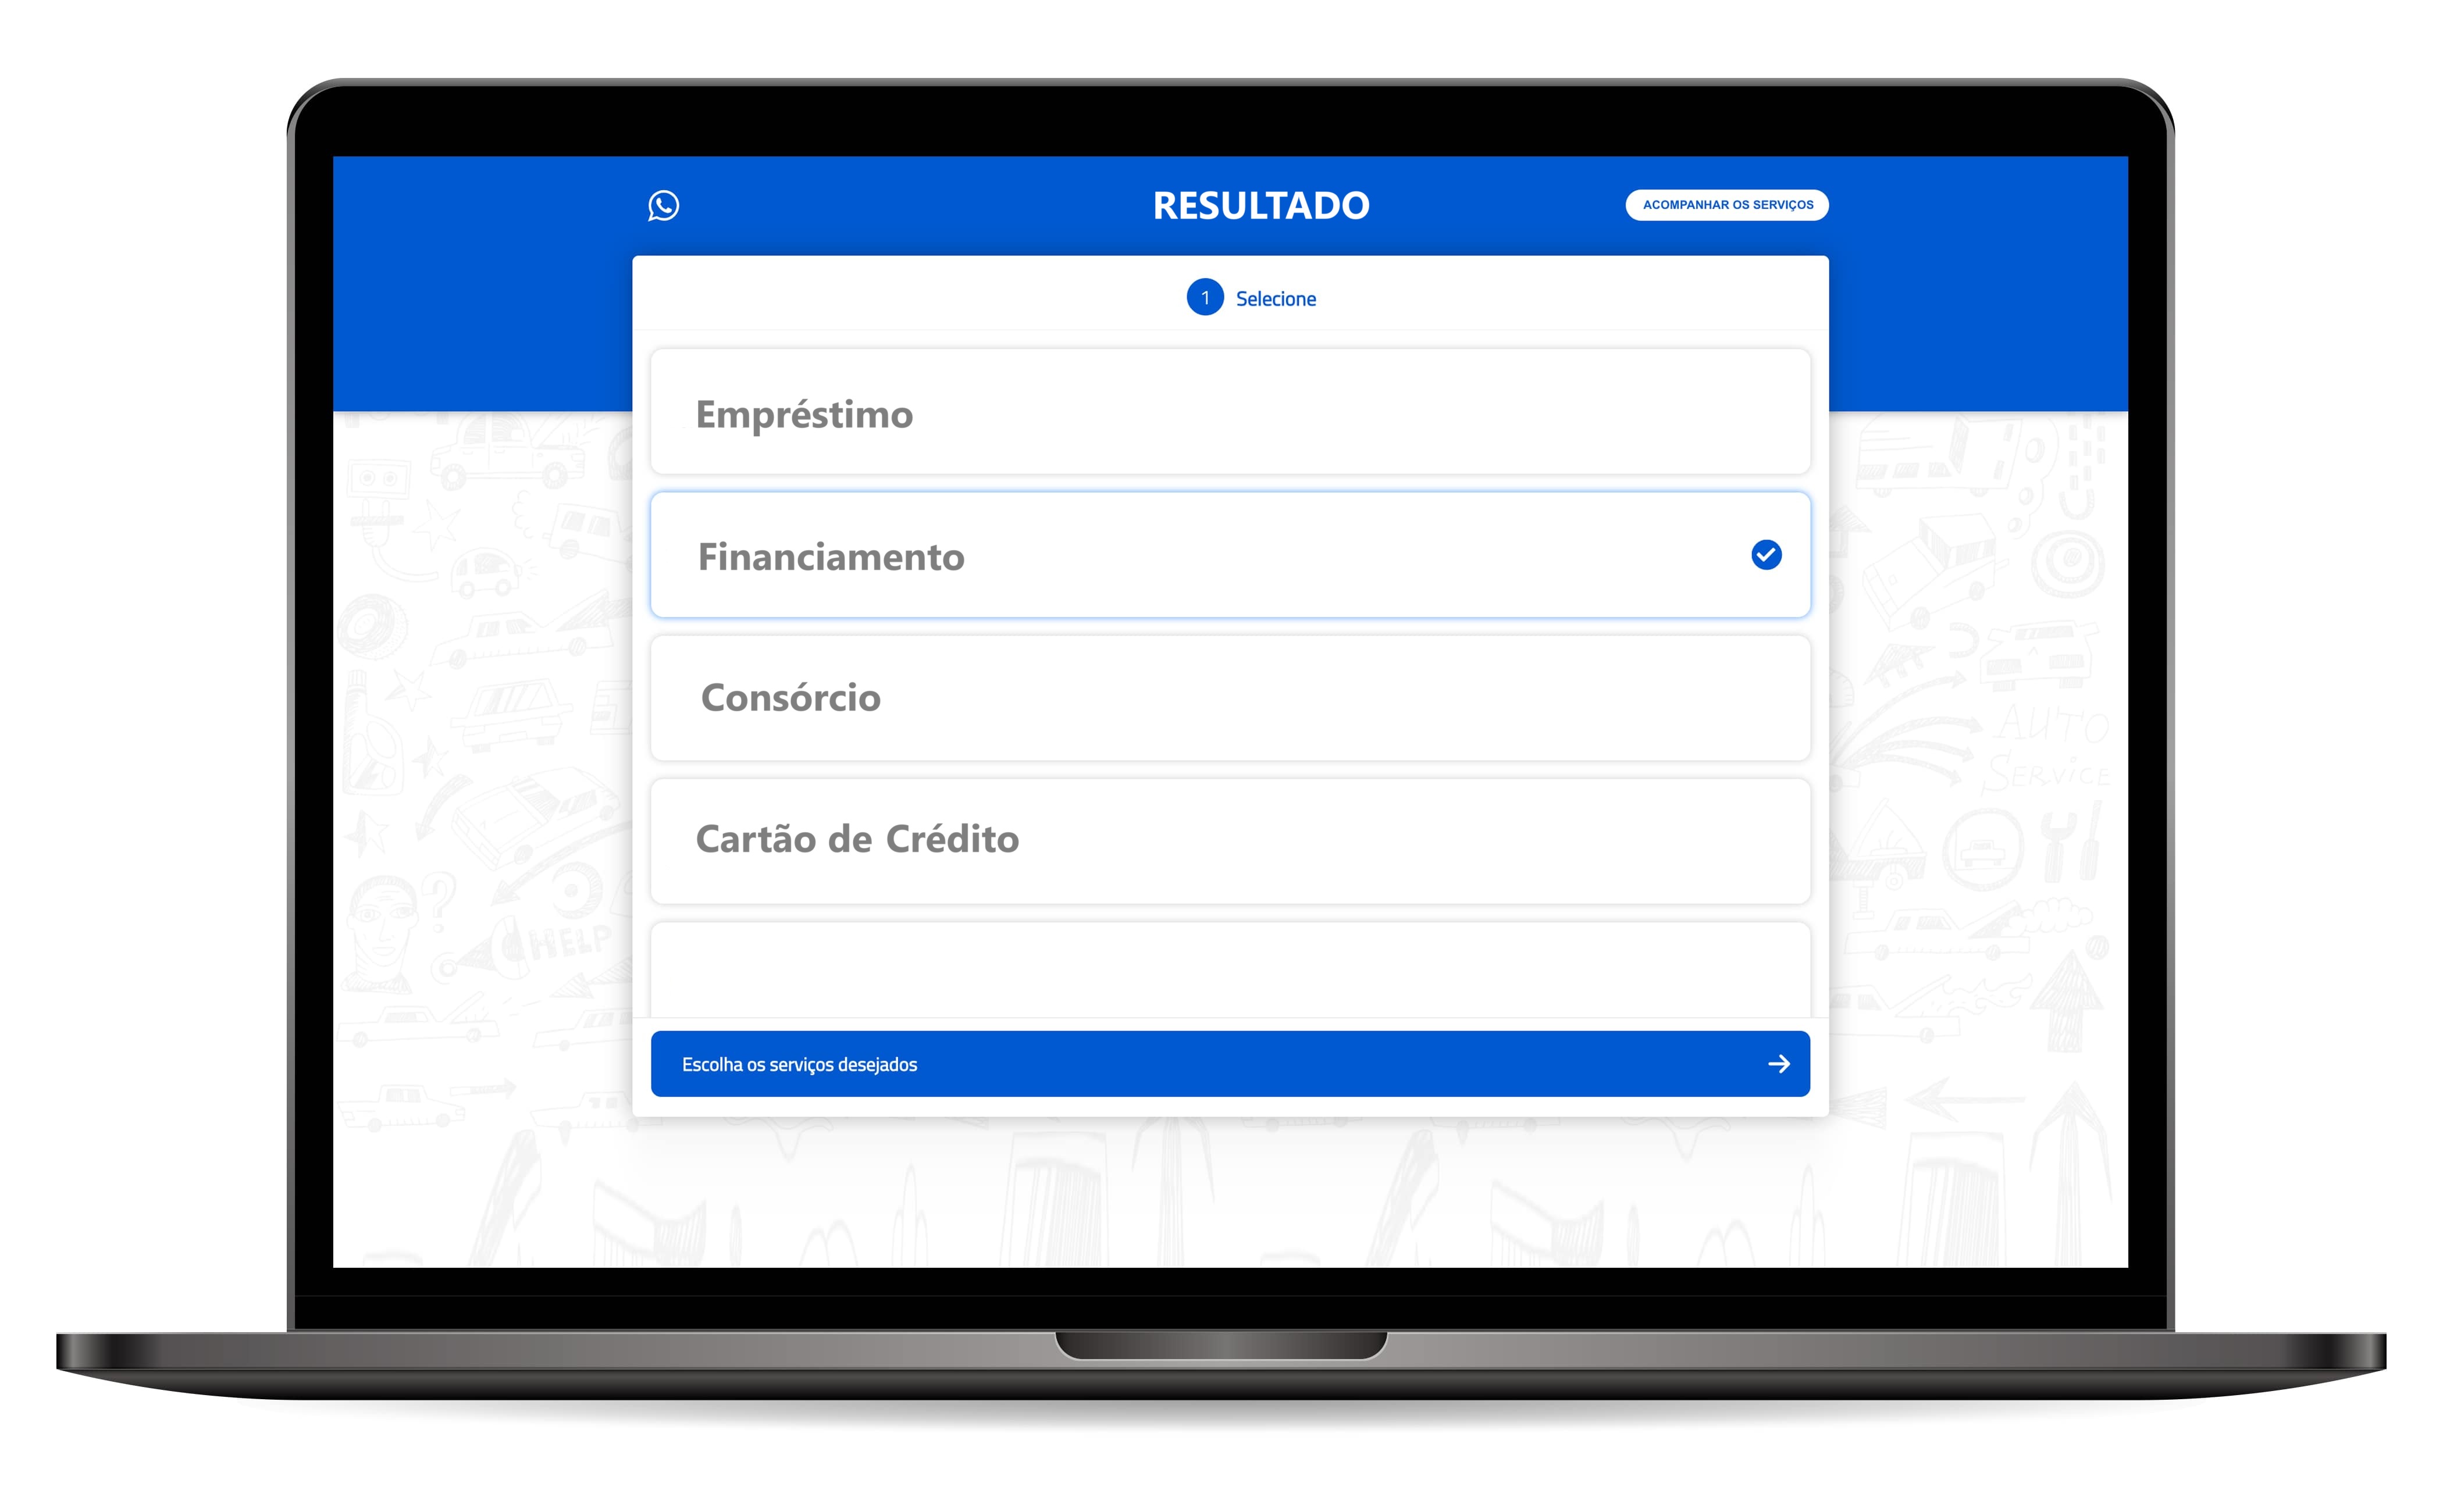 RESULTADO
ACOMPANHAR OS SERVIÇOS
1 Selecione
Empréstimo
Financiamento
Consórcio
Cartão de Crédito
Escolha os serviços desejados
AUTO
SERVICE
?
HELP